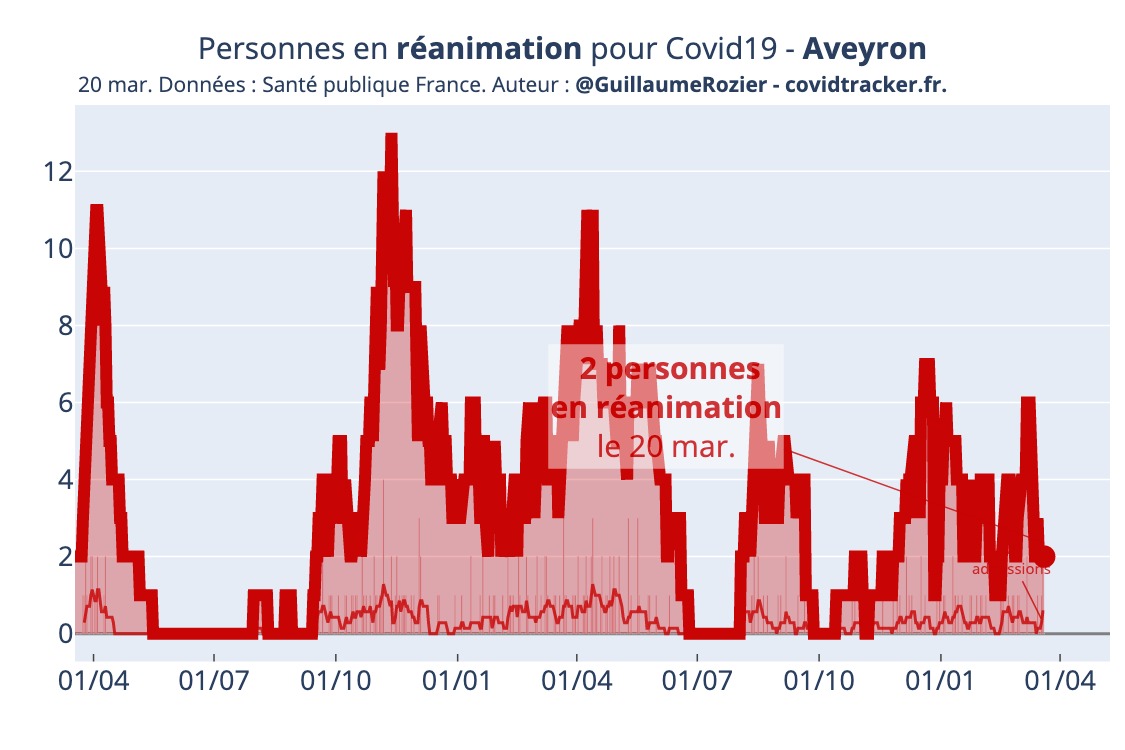 Personnes en réanimation pour Covid19 - Aveyron
20 mar. Données : Santé publique France. Auteur : @GuillaumeRozier - covidtracker.fr.
12
10
8
6
4
2
0
2 personnes
en réanimation
le 20 mar.
admissions
01/04 01/07 01/10 01/01 01/04 01/07 01/10 01/01 01/04